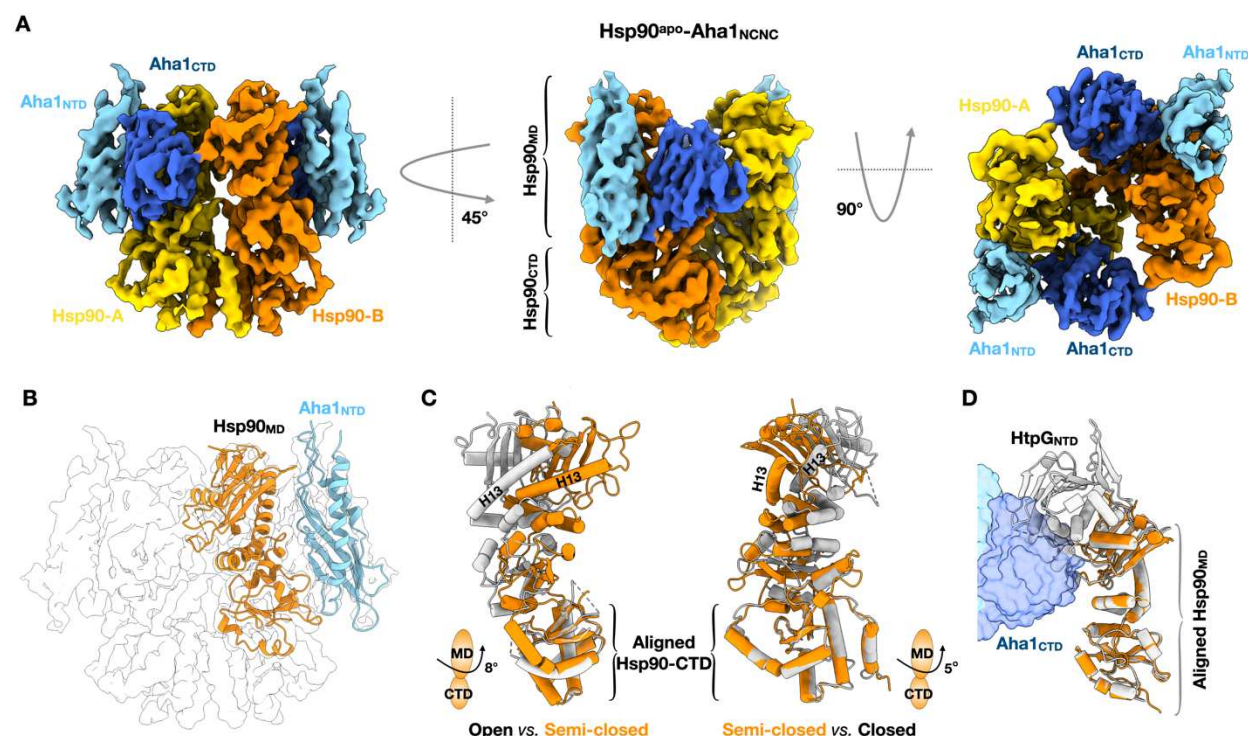 A
Hsp90apo-Aha1NCNC
Aha1CTD
Aha1NTD
Hsp90-A
Hsp90-B
45°
Hsp90MD
Hsp90CTD
90°
Aha1CTD
Aha1NTD
Hsp90-A
Hsp90-B
Aha1NTD
Aha1CTD
B
Hsp90MD
Aha1NTD
C
H13
H13
H13
H13
MD
CTD
8°
Aligned
Hsp90-CTD
MD
CTD
5°
Open vs. Semi-closed
Semi-closed vs. Closed
D
HtpGNTD
Aha1CTD
Aligned Hsp90MD